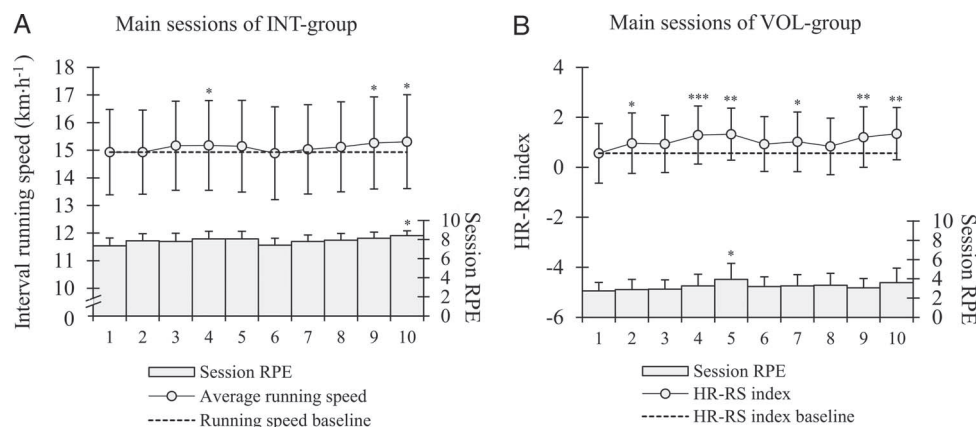 A
Main sessions of INT-group
Interval running speed (km·h⁻¹)
18
17
16
15
14
13
12
11
10
0
*
*
*
*
10
8
6
4
2
0
Session RPE
1 2 3 4 5 6 7 8 9 10
Session RPE
Average running speed
Running speed baseline
B
Main sessions of VOL-group
HR-RS index
4
2
0
-2
-4
-6
*
***
**
*
**
**
*
10
8
6
4
2
0
Session RPE
1 2 3 4 5 6 7 8 9 10
Session RPE
HR-RS index
HR-RS index baseline